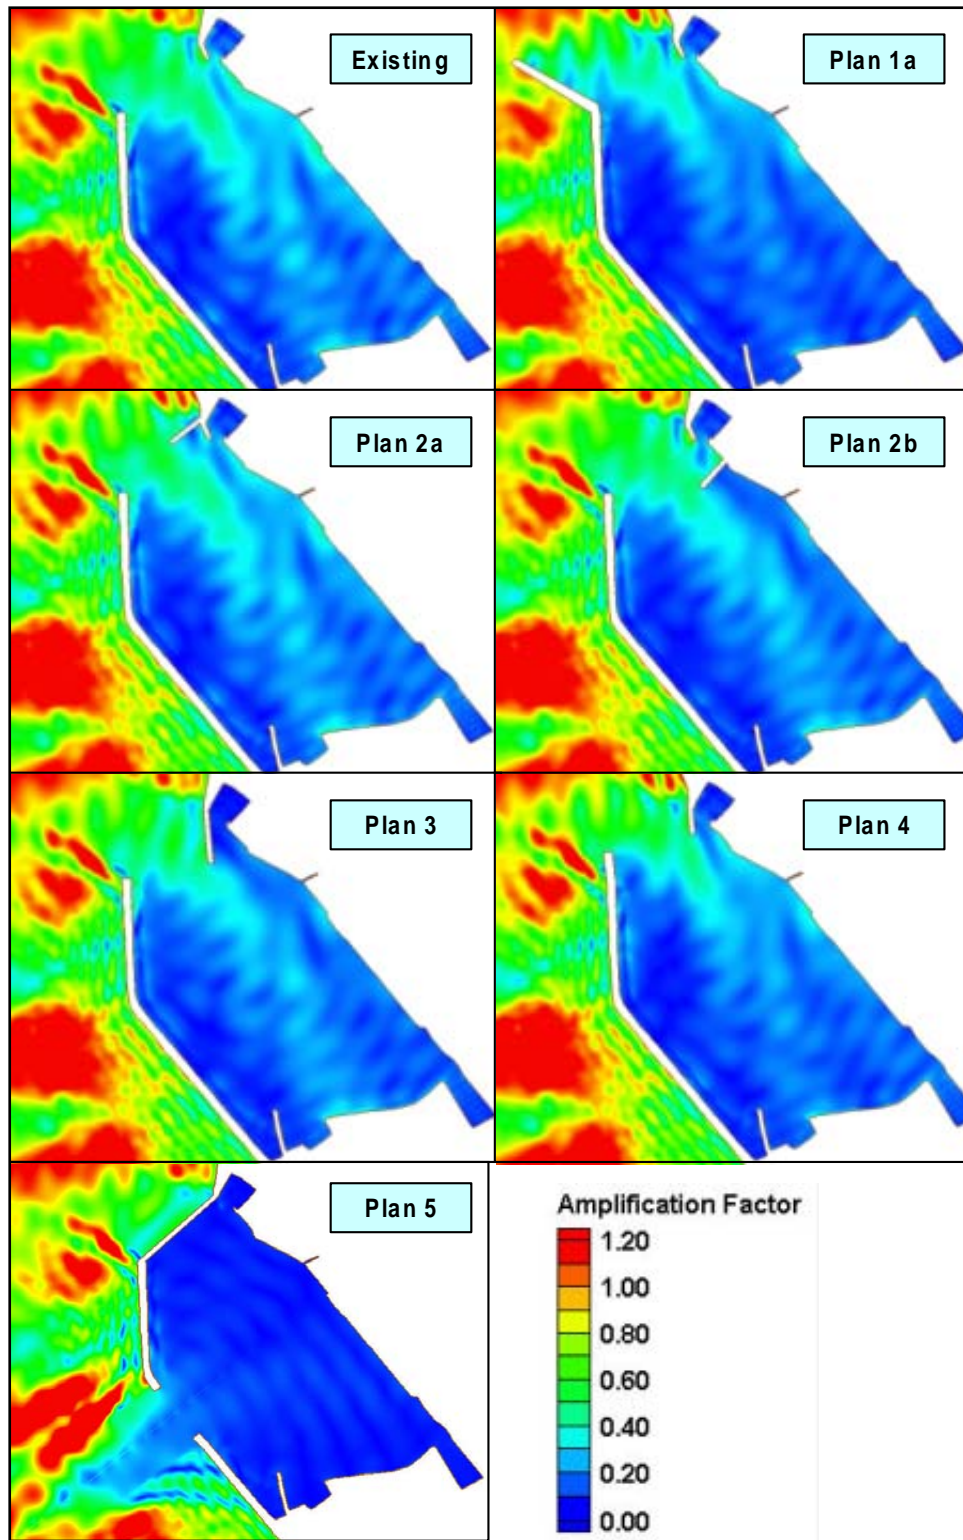 Existing
Plan 1a
Plan 2a
Plan 2b
Plan 3
Plan 4
Plan 5
Amplification Factor
1.20
1.00
0.80
0.60
0.40
0.20
0.00